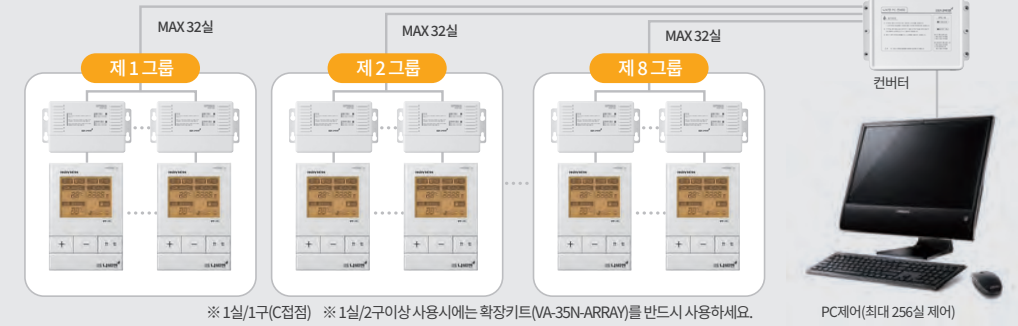 MAX 32실
MAX 32실
MAX 32실
제 1 그룹
제 2 그룹
제 8 그룹
컨버터
※ 1실/1구(C접점) ※ 1실/2구이상 사용시에는 확장키트(VA-35N-ARRAY)를 반드시 사용하세요.
PC제어(최대 256실 제어)